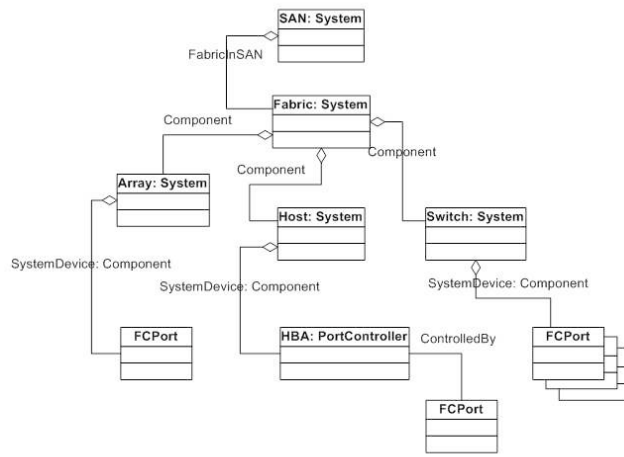 SAN: System
FabricInSAN
Fabric: System
Component
Component
Component
Array: System
Host: System
Switch: System
SystemDevice: Component
SystemDevice: Component
SystemDevice: Component
FCPort
HBA: PortController
ControlledBy
FCPort
FCPort